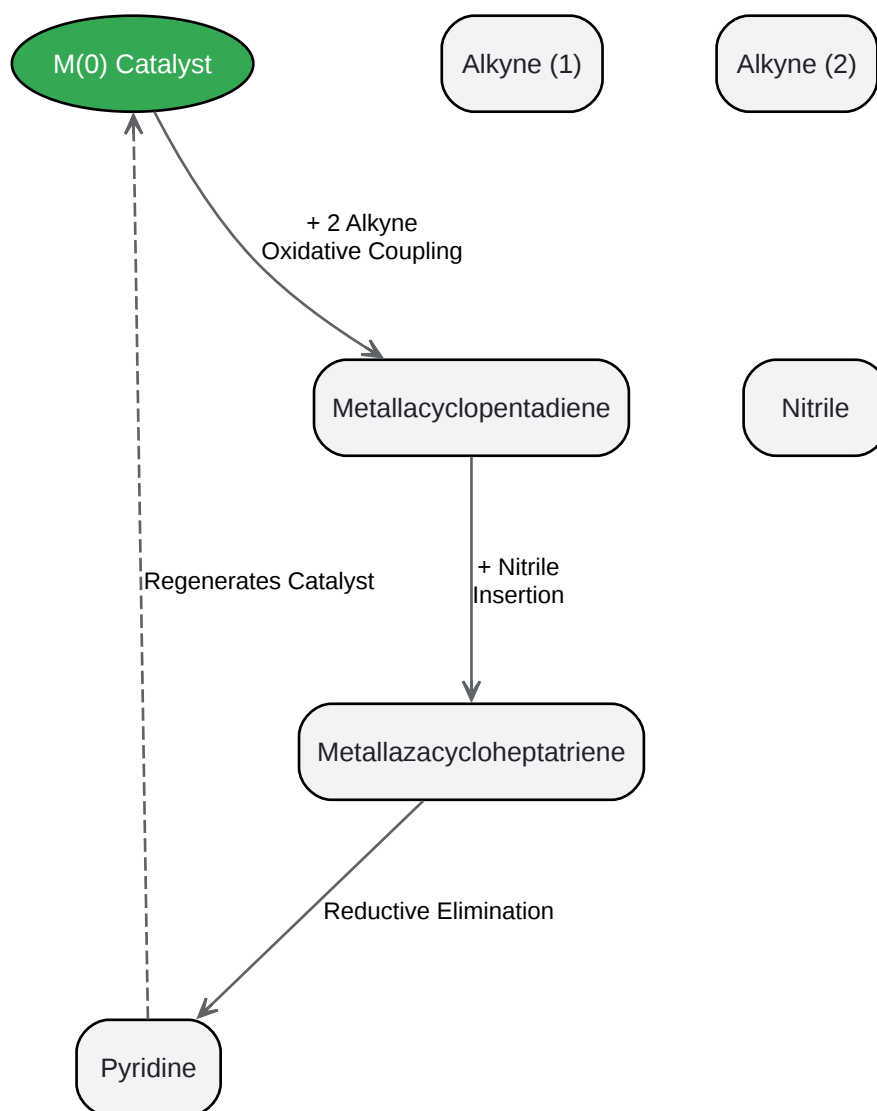 M(0) Catalyst
Alkyne (1)
Alkyne (2)
+ 2 Alkyne
Oxidative Coupling
Metallacyclopentadiene
Nitrile
Regenerates Catalyst
+ Nitrile
Insertion
Metallazacycloheptatriene
Reductive Elimination
Pyridine